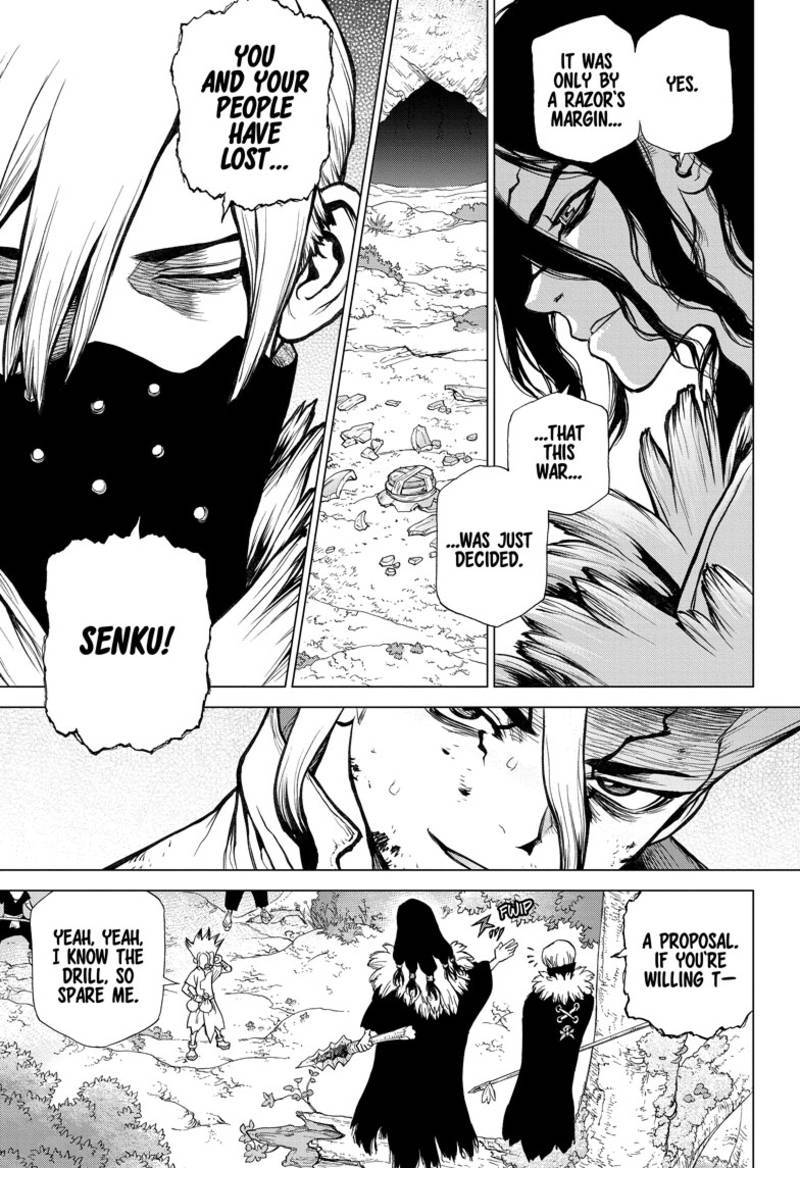 YES.
IT WAS
ONLY BY
A RAZOR'S
MARGIN...
...THAT
THIS
WAR...
...WAS JUST
DECIDED.
YOU
AND YOUR
PEOPLE
HAVE
LOST...
SENKU!
A PROPOSAL.
IF YOU'RE
WILLING T—
FWIP
YEAH, YEAH,
I KNOW THE
DRILL, SO
SPARE ME.